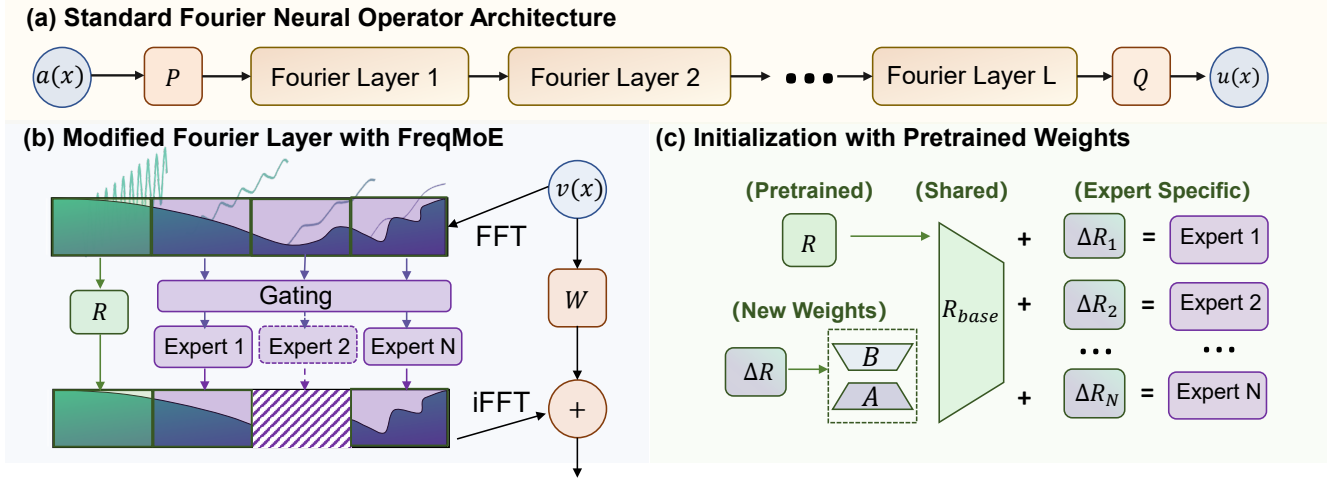 (a) Standard Fourier Neural Operator Architecture
a(x) P Fourier Layer 1 Fourier Layer 2 ••• Fourier Layer L Q u(x)
(b) Modified Fourier Layer with FreqMoE
v(x)
FFT
Gating
R
W
Expert 1 Expert 2 Expert N
iFFT
+
(c) Initialization with Pretrained Weights
(Pretrained) (Shared) (Expert Specific)
R + ΔR₁ = Expert 1
R_base + ΔR₂ = Expert 2
(New Weights)
••• •••
ΔR B
A
+ ΔR_N = Expert N